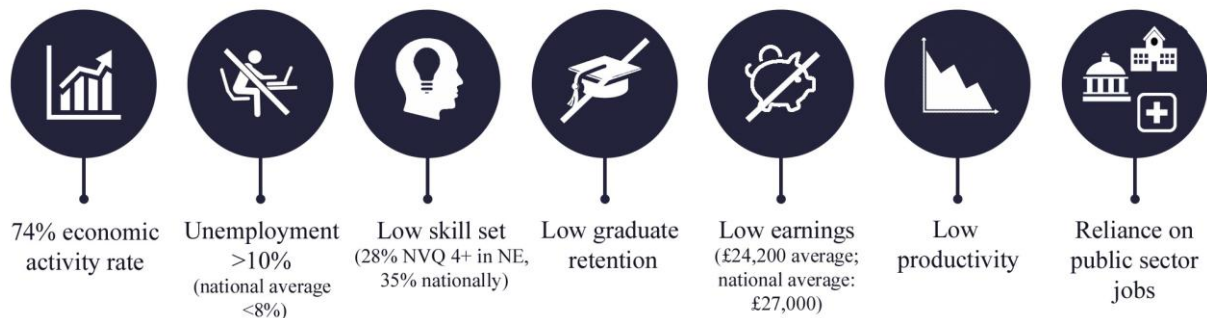 74% economic
activity rate
Unemployment
>10%
(national average
<8%)
Low skill set
(28% NVQ 4+ in NE,
35% nationally)
Low graduate
retention
Low earnings
(£24,200 average;
national average:
£27,000)
Low
productivity
Reliance on
public sector
jobs